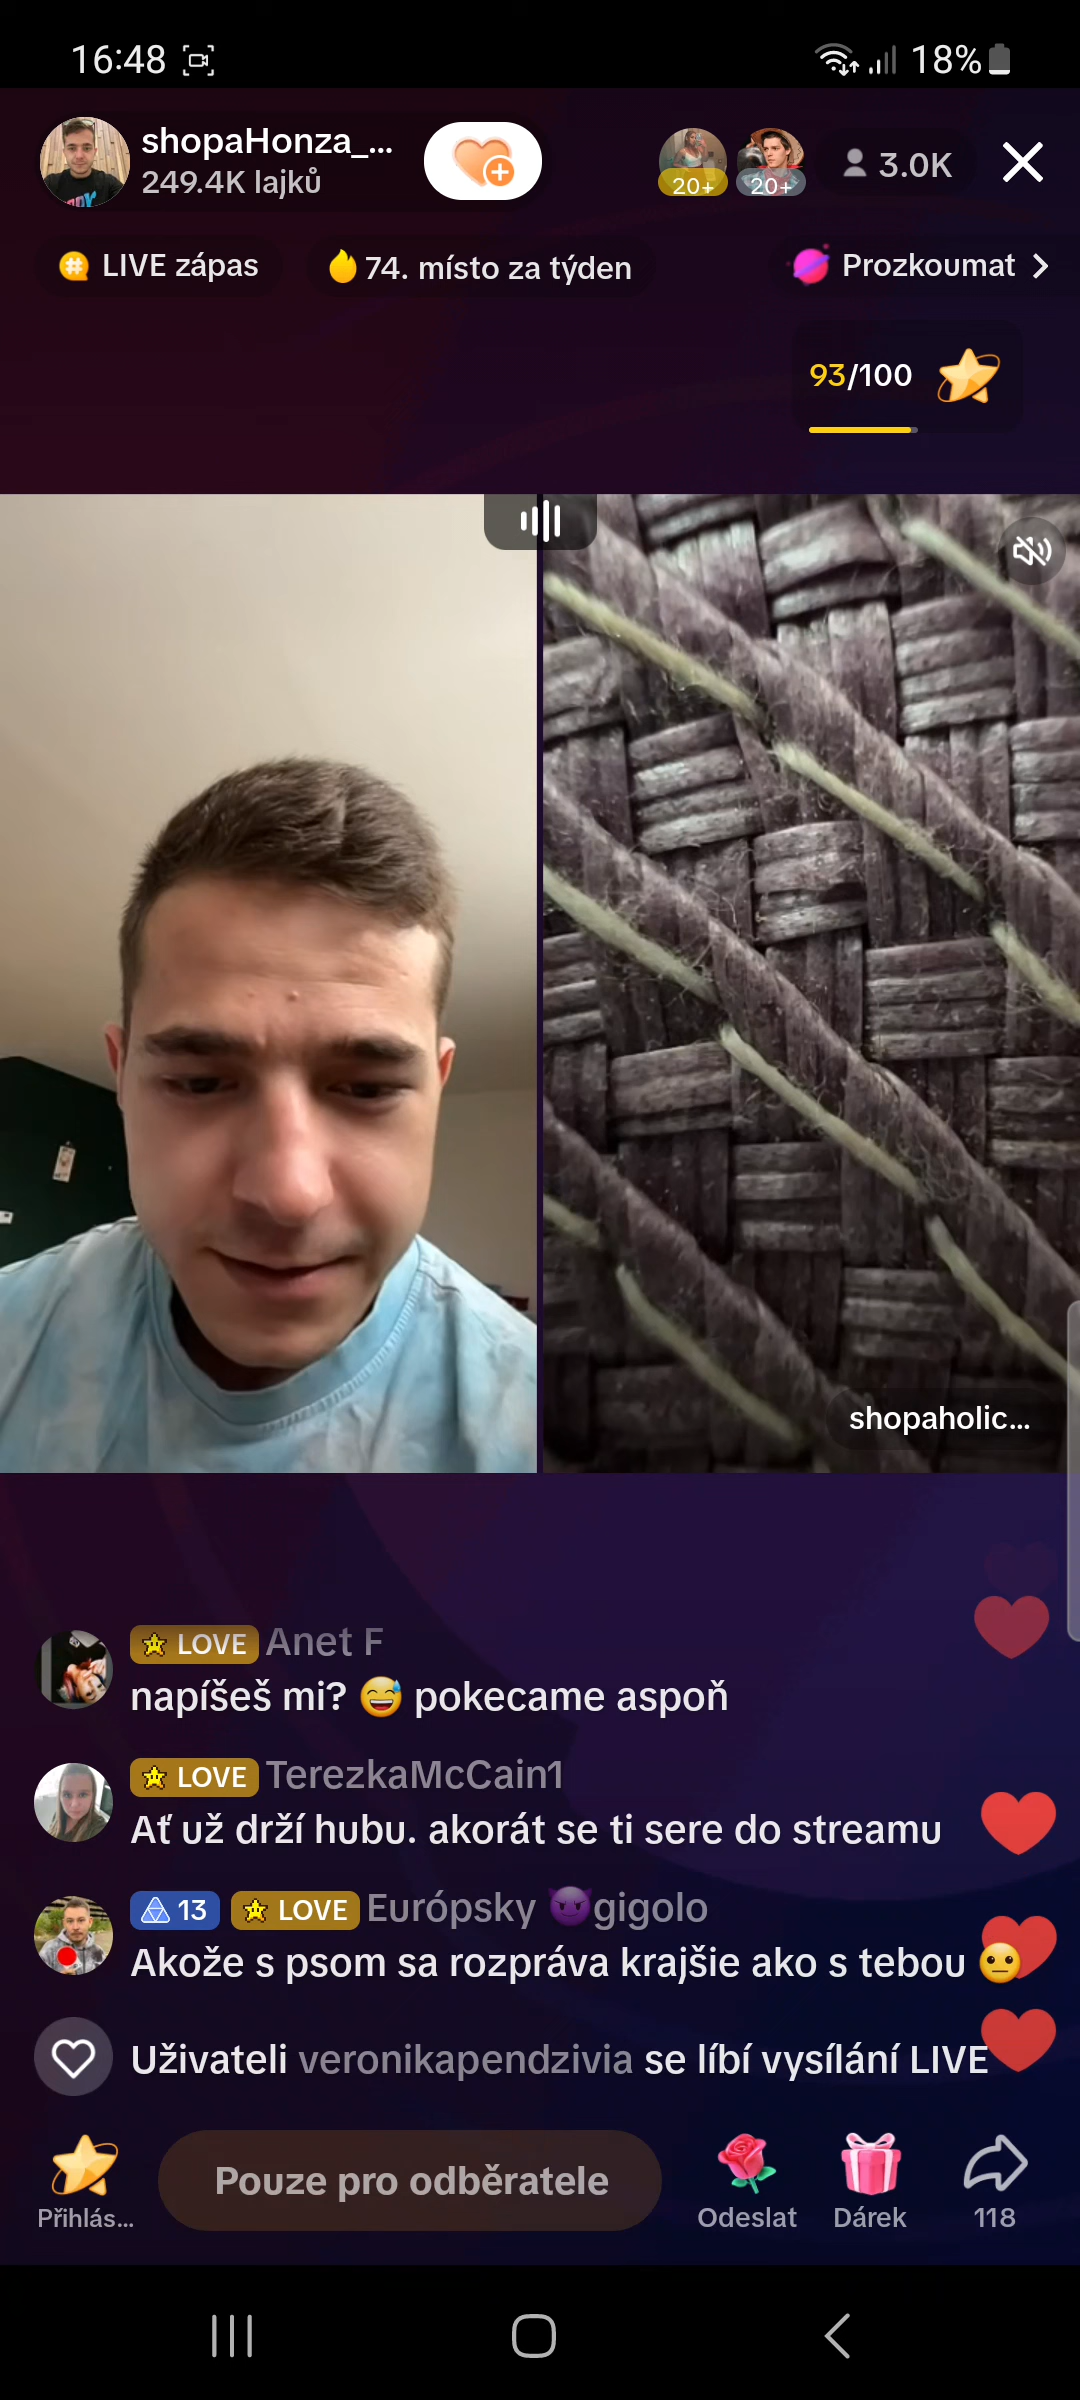 16:48
18%
shopaHonza_...
249.4K lajků
20+
20+
3.0K
LIVE zápas
74. místo za týden
Prozkoumat
93/100
shopaholic...
LOVE Anet F
napíšeš mi? 😅 pokecame aspoň
LOVE TerezkaMcCain1
Ať už drží hubu. akorát se ti sere do streamu
13 LOVE Európsky 😈gigolo
Akože s psom sa rozpráva krajšie ako s tebou 😐
Uživateli veronikapendzivia se líbí vysílání LIVE
Pouze pro odběratele
Přihlás...
Odeslat
Dárek
118